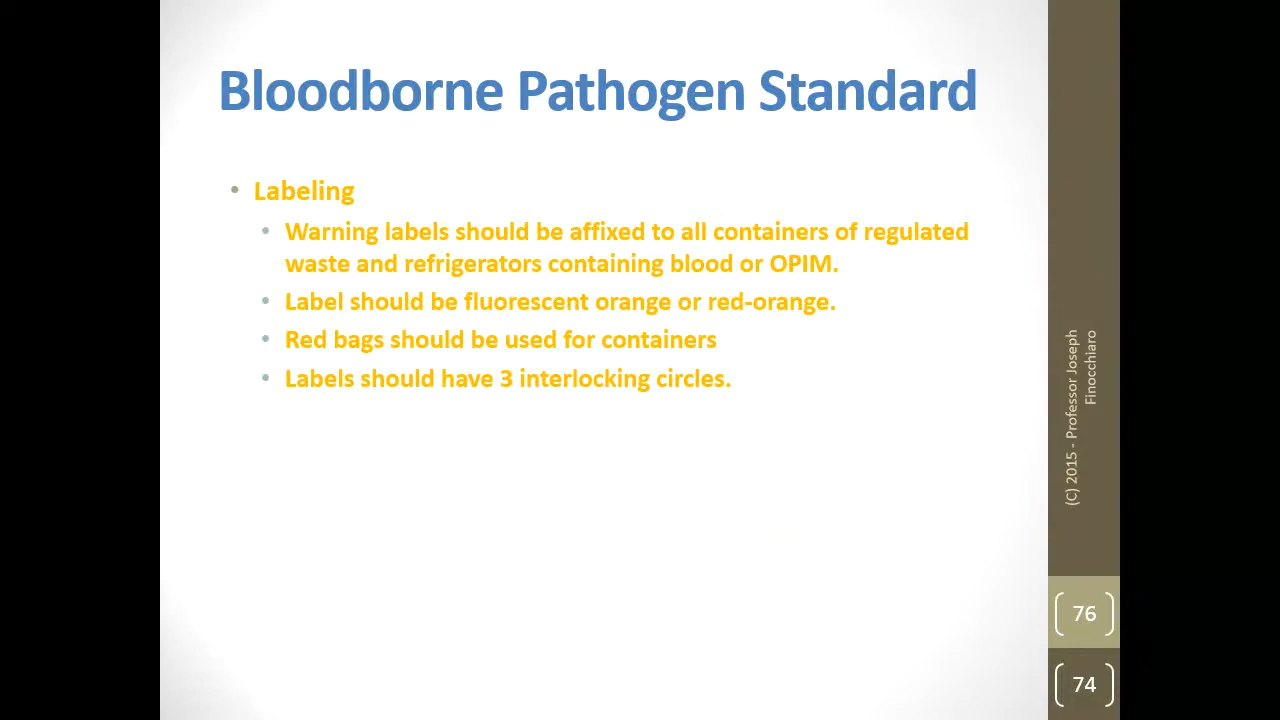 Bloodborne Pathogen Standard
• Labeling
• Warning labels should be affixed to all containers of regulated
waste and refrigerators containing blood or OPIM.
• Label should be fluorescent orange or red-orange.
• Red bags should be used for containers
• Labels should have 3 interlocking circles.
(C) 2015 - Professor Joseph
Finocchiaro
76
74